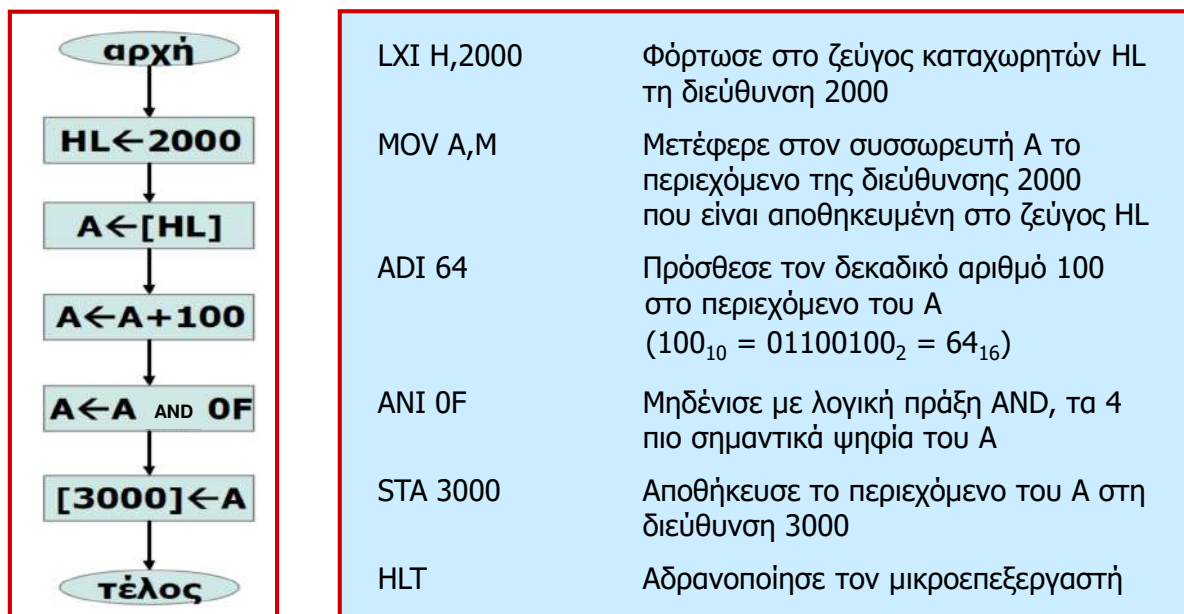 αρχή
HL←2000
A←[HL]
A←A+100
A←A AND 0F
[3000]←A
τέλος
LXI H,2000 Φόρτωσε στο ζεύγος καταχωρητών HL
τη διεύθυνση 2000
MOV A,M Μετέφερε στον συσσωρευτή Α το
περιεχόμενο της διεύθυνσης 2000
που είναι αποθηκευμένη στο ζεύγος HL
ADI 64 Πρόσθεσε τον δεκαδικό αριθμό 100
στο περιεχόμενο του Α
(100₁₀ = 01100100₂ = 64₁₆)
ANI 0F Μηδένισε με λογική πράξη AND, τα 4
πιο σημαντικά ψηφία του Α
STA 3000 Αποθήκευσε το περιεχόμενο του Α στη
διεύθυνση 3000
HLT Αδρανοποίησε τον μικροεπεξεργαστή